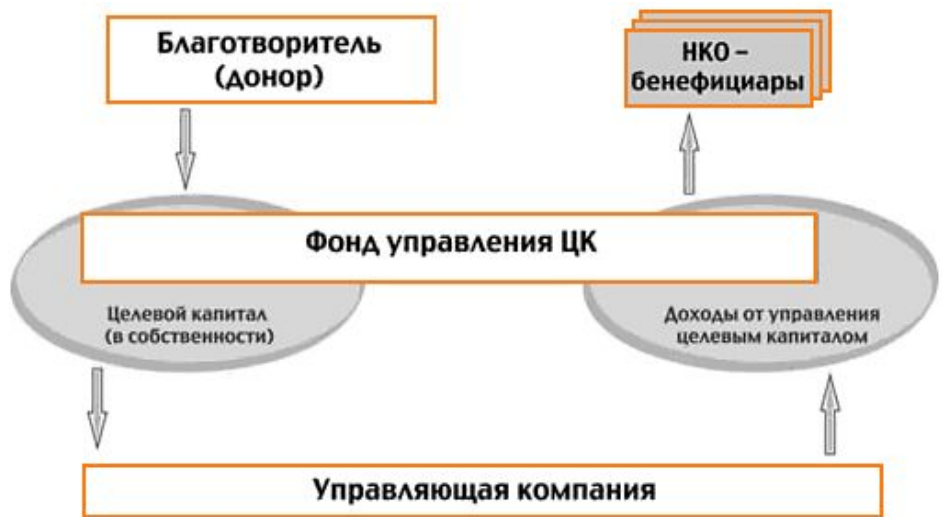 Благотворитель
(донор)
НКО –
бенефициары
Фонд управления ЦК
Целевой капитал
(в собственности)
Доходы от управления
целевым капиталом
Управляющая компания